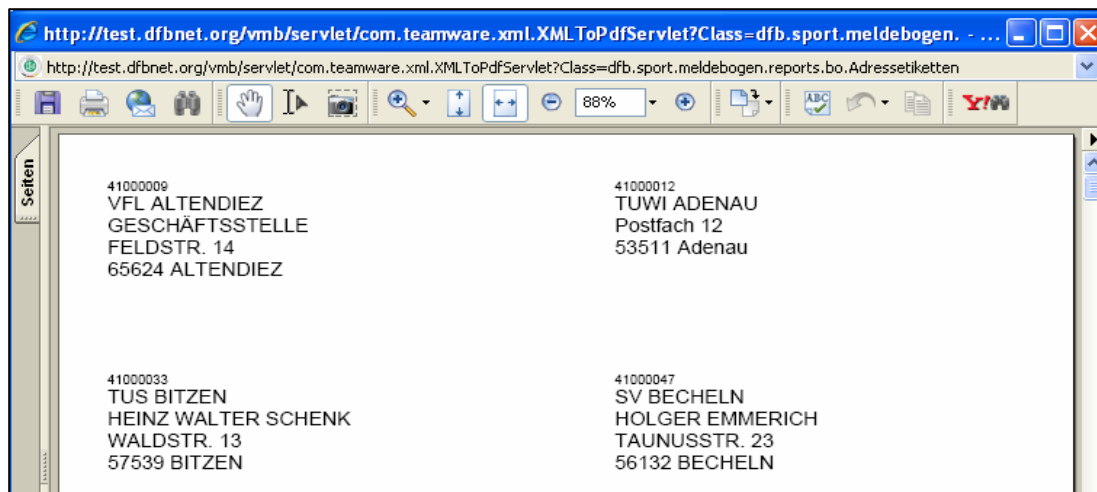 http://test.dfbnet.org/vmb/servlet/com.teamware.xml.XMLToPdfServlet?Class=dfb.sport.meldebogen. - ...
http://test.dfbnet.org/vmb/servlet/com.teamware.xml.XMLToPdfServlet?Class=dfb.sport.meldebogen.reports.bo.Adressetiketten
88%
ABC
Y!
Seiten
41000009
VFL ALTENDIEZ
GESCHÄFTSSTELLE
FELDSTR. 14
65624 ALTENDIEZ
41000012
TUWI ADENAU
Postfach 12
53511 Adenau
41000033
TUS BITZEN
HEINZ WALTER SCHENK
WALDSTR. 13
57539 BITZEN
41000047
SV BECHELN
HOLGER EMMERICH
TAUNUSSTR. 23
56132 BECHELN